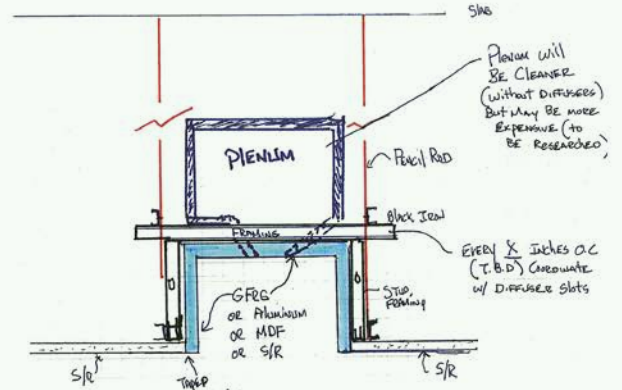 Slab
Plenum will
Be Cleaner
(without Diffusers)
But May Be More
Expensive (to
Be Researched)
PLENUM
Pencil Rod
Black Iron
FRAMING
Every X Inches O.C
(T.B.D) Coordinate
w/ Diffuser Slots
Stud
Framing
GFRG
or Aluminum
or MDF
or S/R
S/R
S/R
Taped